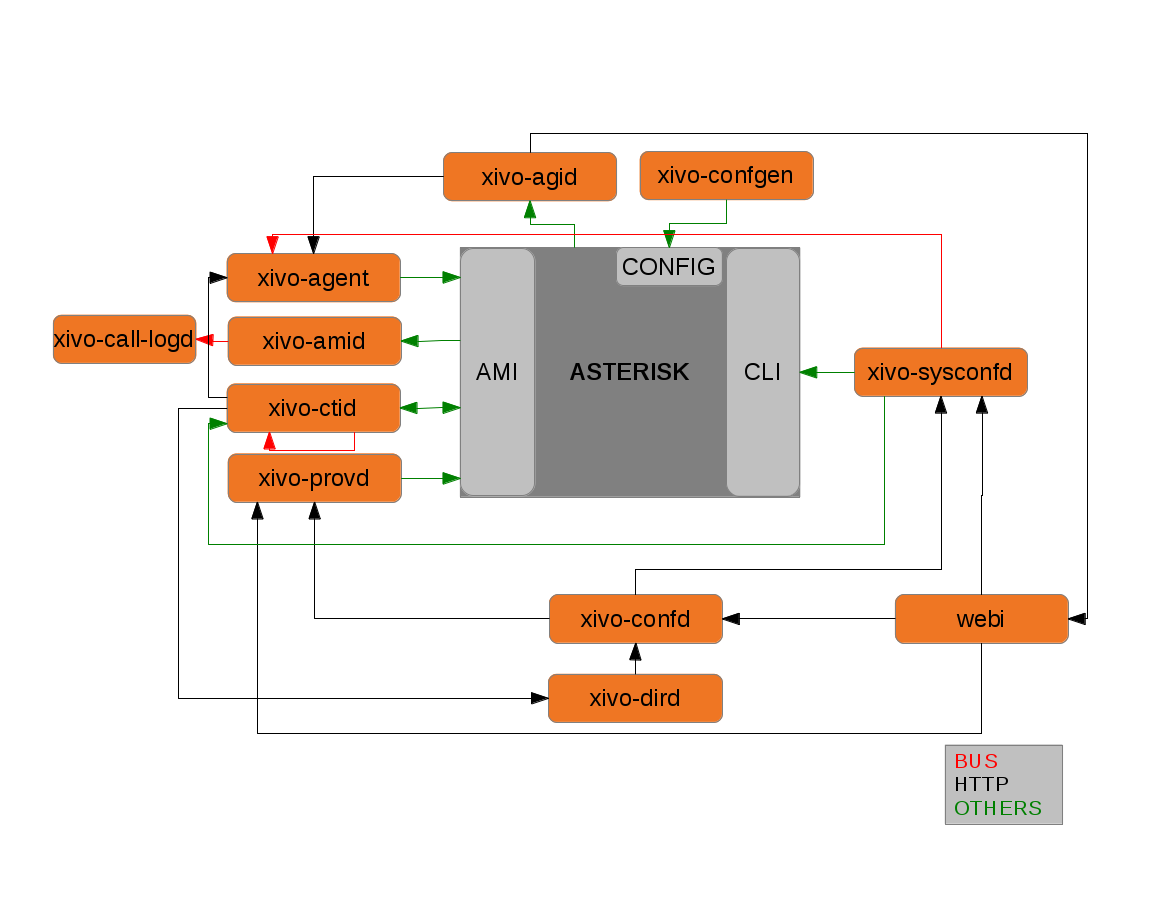 xivo-agid
xivo-confgen
xivo-agent
CONFIG
xivo-call-logd
xivo-amid
AMI
ASTERISK
CLI
xivo-sysconfd
xivo-ctid
xivo-provd
xivo-confd
webi
xivo-dird
BUS
HTTP
OTHERS